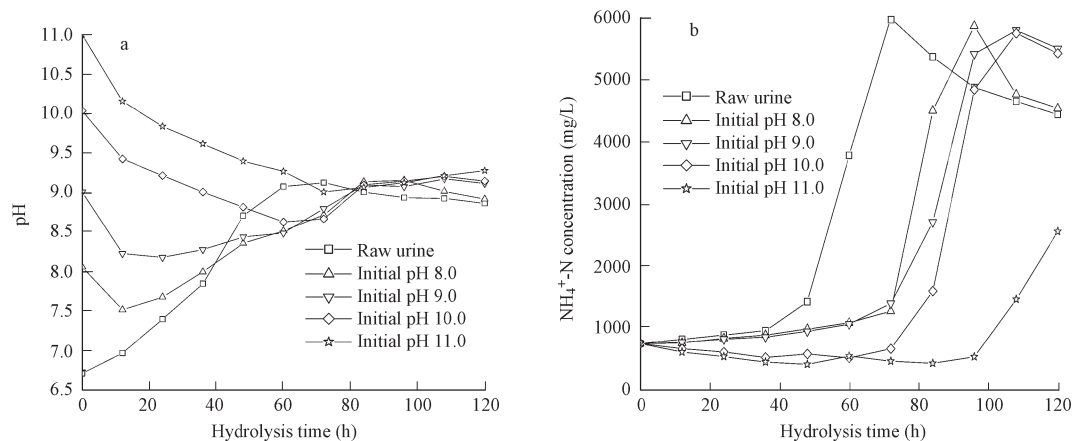 a
11.0
10.5
10.0
9.5
9.0
8.5
8.0
7.5
7.0
6.5
pH
0 20 40 60 80 100 120
Hydrolysis time (h)
Raw urine
Initial pH 8.0
Initial pH 9.0
Initial pH 10.0
Initial pH 11.0
b
6000
5000
4000
3000
2000
1000
0
NH₄⁺-N concentration (mg/L)
0 20 40 60 80 100 120
Hydrolysis time (h)
Raw urine
Initial pH 8.0
Initial pH 9.0
Initial pH 10.0
Initial pH 11.0